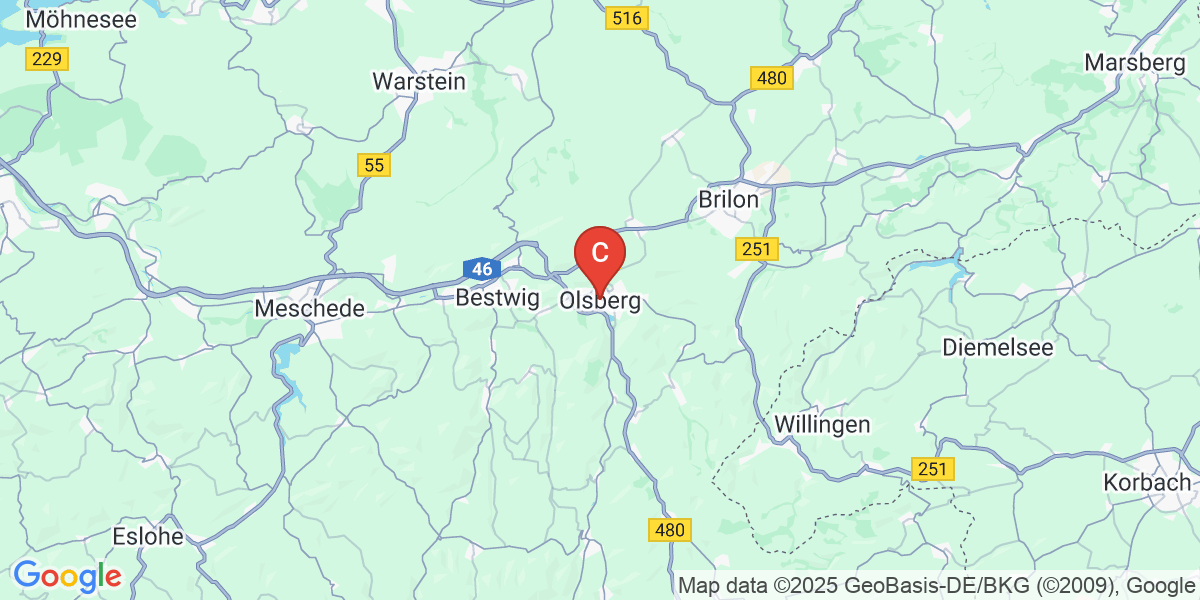 Möhnesee
516
229
Marsberg
Warstein
480
55
Brilon
251
C
46
Bestwig
Olsberg
Meschede
Diemelsee
Willingen
251
Korbach
480
Eslohe
Google
Map data ©2025 GeoBasis-DE/BKG (©2009), Google